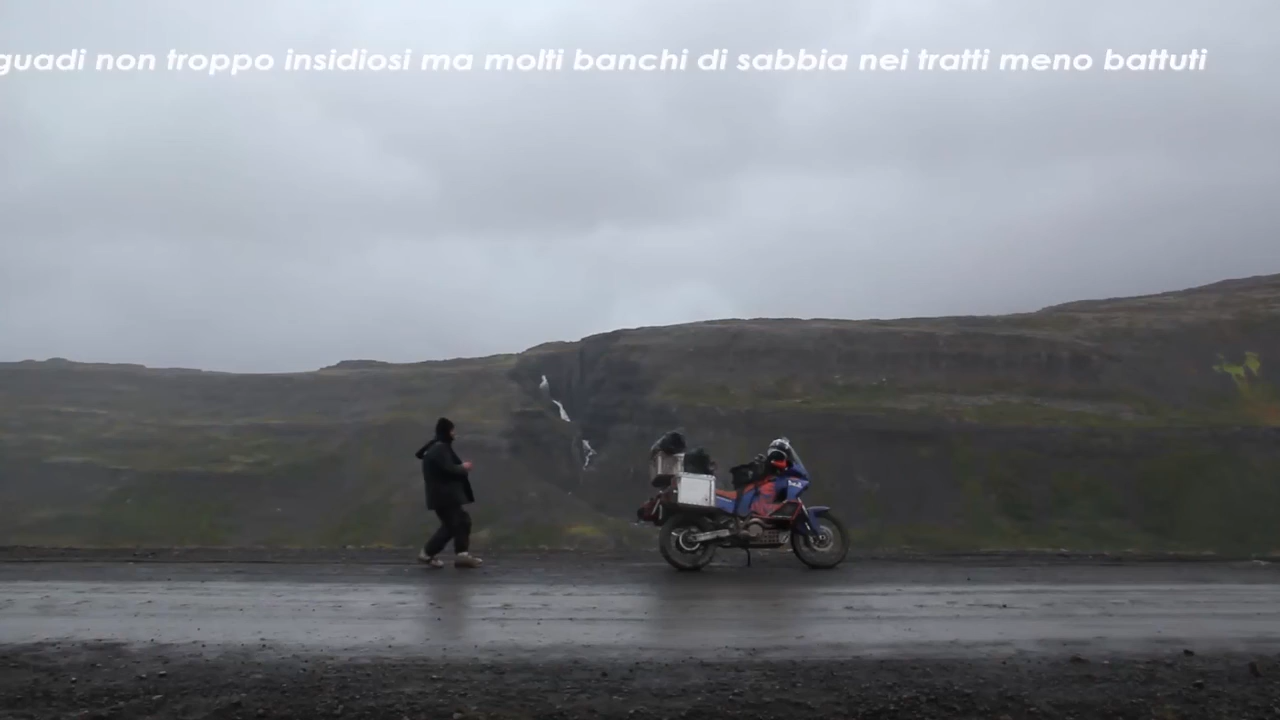 guadi non troppo insidiosi ma molti banchi di sabbia nei tratti meno battuti